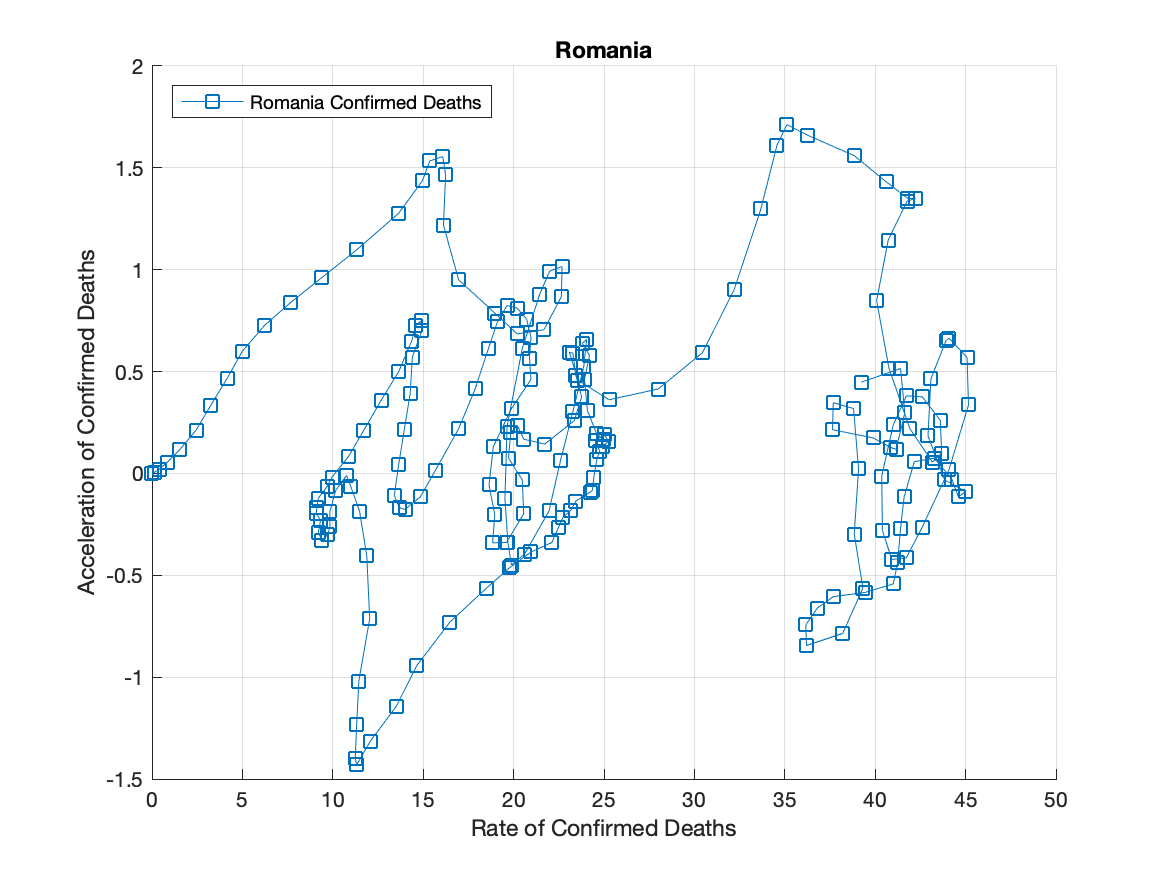 Romania
Romania Confirmed Deaths
Acceleration of Confirmed Deaths
2
1.5
1
0.5
0
-0.5
-1
-1.5
0 5 10 15 20 25 30 35 40 45 50
Rate of Confirmed Deaths